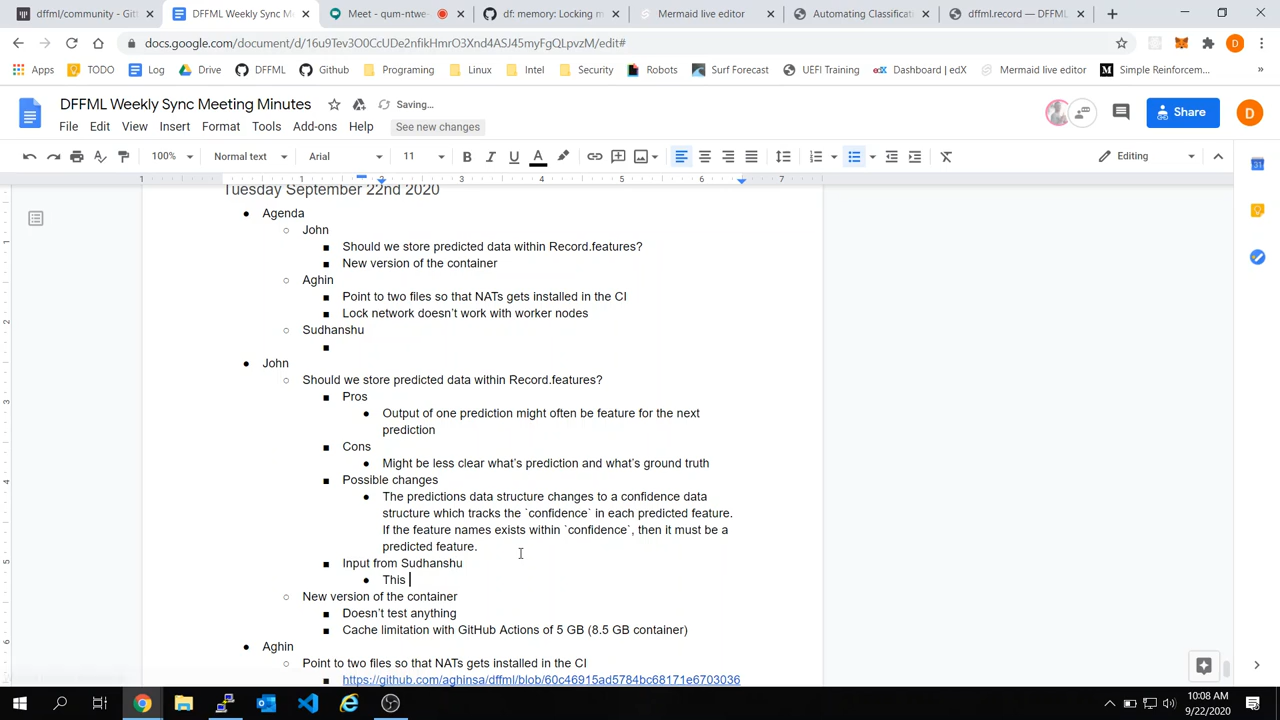 dffml/community - Git
DFFML Weekly Sync M
Meet - qum-ntwe
df: memory: Locking m
Mermaid live editor
Automating Classificati
dffml.record — DFFML
docs.google.com/document/d/16u9Tev3O0CcUDe2nfikHmrO3Xnd4ASJ45myFgQLpvzM/edit#
Apps TODO Log Drive DFFML Github Programing Linux Intel Security Robots Surf Forecast UEFI Training Dashboard | edX Mermaid live editor Simple Reinforcem...
DFFML Weekly Sync Meeting Minutes
Saving...
File Edit View Insert Format Tools Add-ons Help See new changes
Share
100% Normal text Arial 11 Editing
1 1 2 3 4 5 6 7
Tuesday September 22nd 2020
● Agenda
○ John
■ Should we store predicted data within Record.features?
■ New version of the container
○ Aghin
■ Point to two files so that NATs gets installed in the CI
■ Lock network doesn't work with worker nodes
○ Sudhanshu
■
● John
○ Should we store predicted data within Record.features?
■ Pros
● Output of one prediction might often be feature for the next
prediction
■ Cons
● Might be less clear what's prediction and what's ground truth
■ Possible changes
● The predictions data structure changes to a confidence data
structure which tracks the `confidence` in each predicted feature.
If the feature names exists within `confidence`, then it must be a
predicted feature.
■ Input from Sudhanshu
● This
○ New version of the container
■ Doesn't test anything
■ Cache limitation with GitHub Actions of 5 GB (8.5 GB container)
● Aghin
○ Point to two files so that NATs gets installed in the CI
■ https://github.com/aghinsa/dffml/blob/60c46915ad5784bc68171e6703036
10:08 AM
9/22/2020